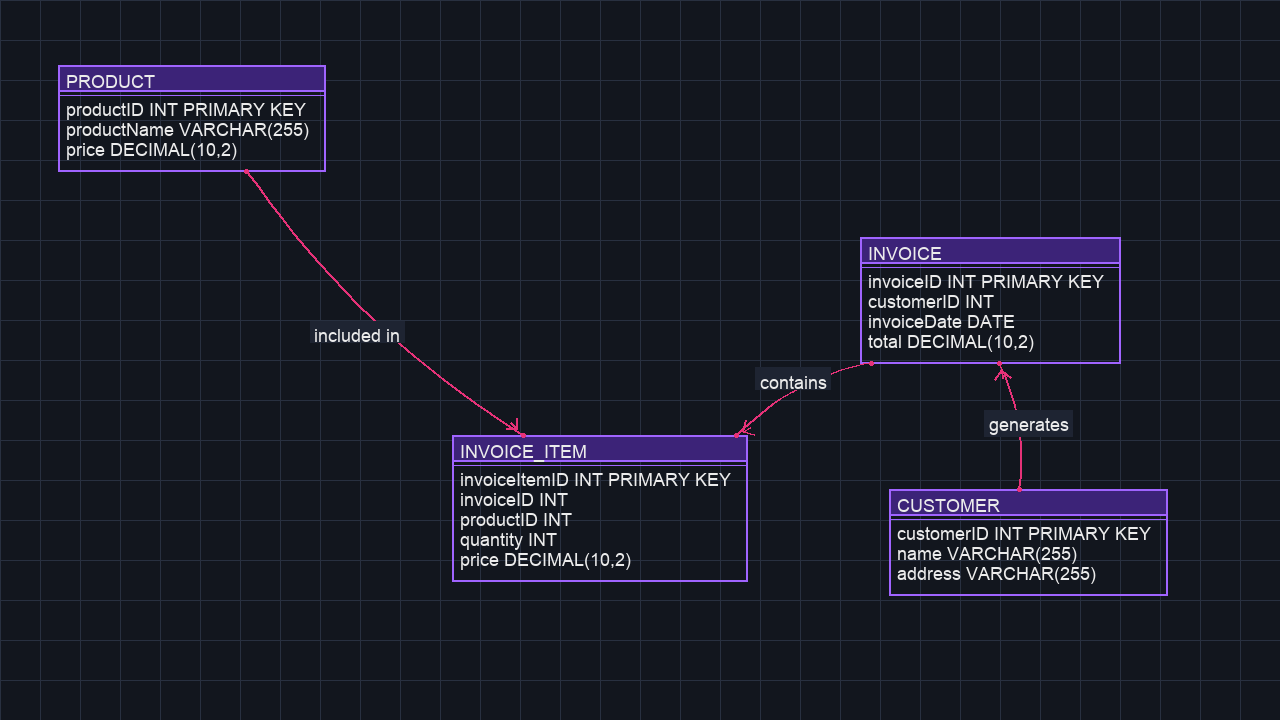 PRODUCT
productID INT PRIMARY KEY
productName VARCHAR(255)
price DECIMAL(10,2)
included in
INVOICE
invoiceID INT PRIMARY KEY
customerID INT
invoiceDate DATE
total DECIMAL(10,2)
contains
generates
INVOICE_ITEM
invoiceItemID INT PRIMARY KEY
invoiceID INT
productID INT
quantity INT
price DECIMAL(10,2)
CUSTOMER
customerID INT PRIMARY KEY
name VARCHAR(255)
address VARCHAR(255)